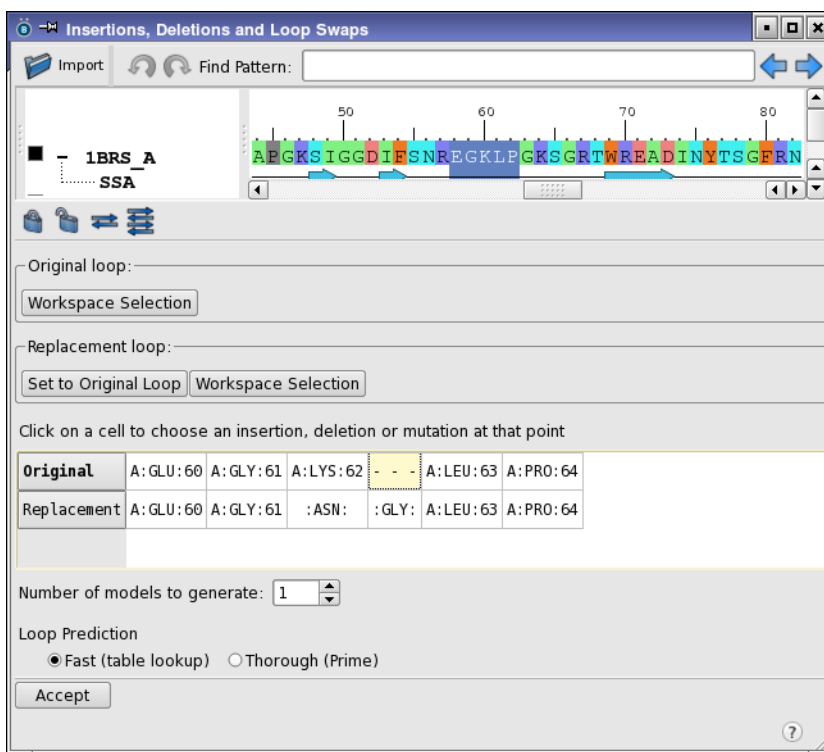 Insertions, Deletions and Loop Swaps
Import Find Pattern:
50 60 70 80
1BRS_A APGKSIGGDIFSNREGKLPGKSGRTWREADINYTSGFRN
SSA
Original loop:
Workspace Selection
Replacement loop:
Set to Original Loop Workspace Selection
Click on a cell to choose an insertion, deletion or mutation at that point
Original A:GLU:60 A:GLY:61 A:LYS:62 - - - A:LEU:63 A:PRO:64
Replacement A:GLU:60 A:GLY:61 :ASN: :GLY: A:LEU:63 A:PRO:64
Number of models to generate: 1
Loop Prediction
Fast (table lookup) Thorough (Prime)
Accept
?